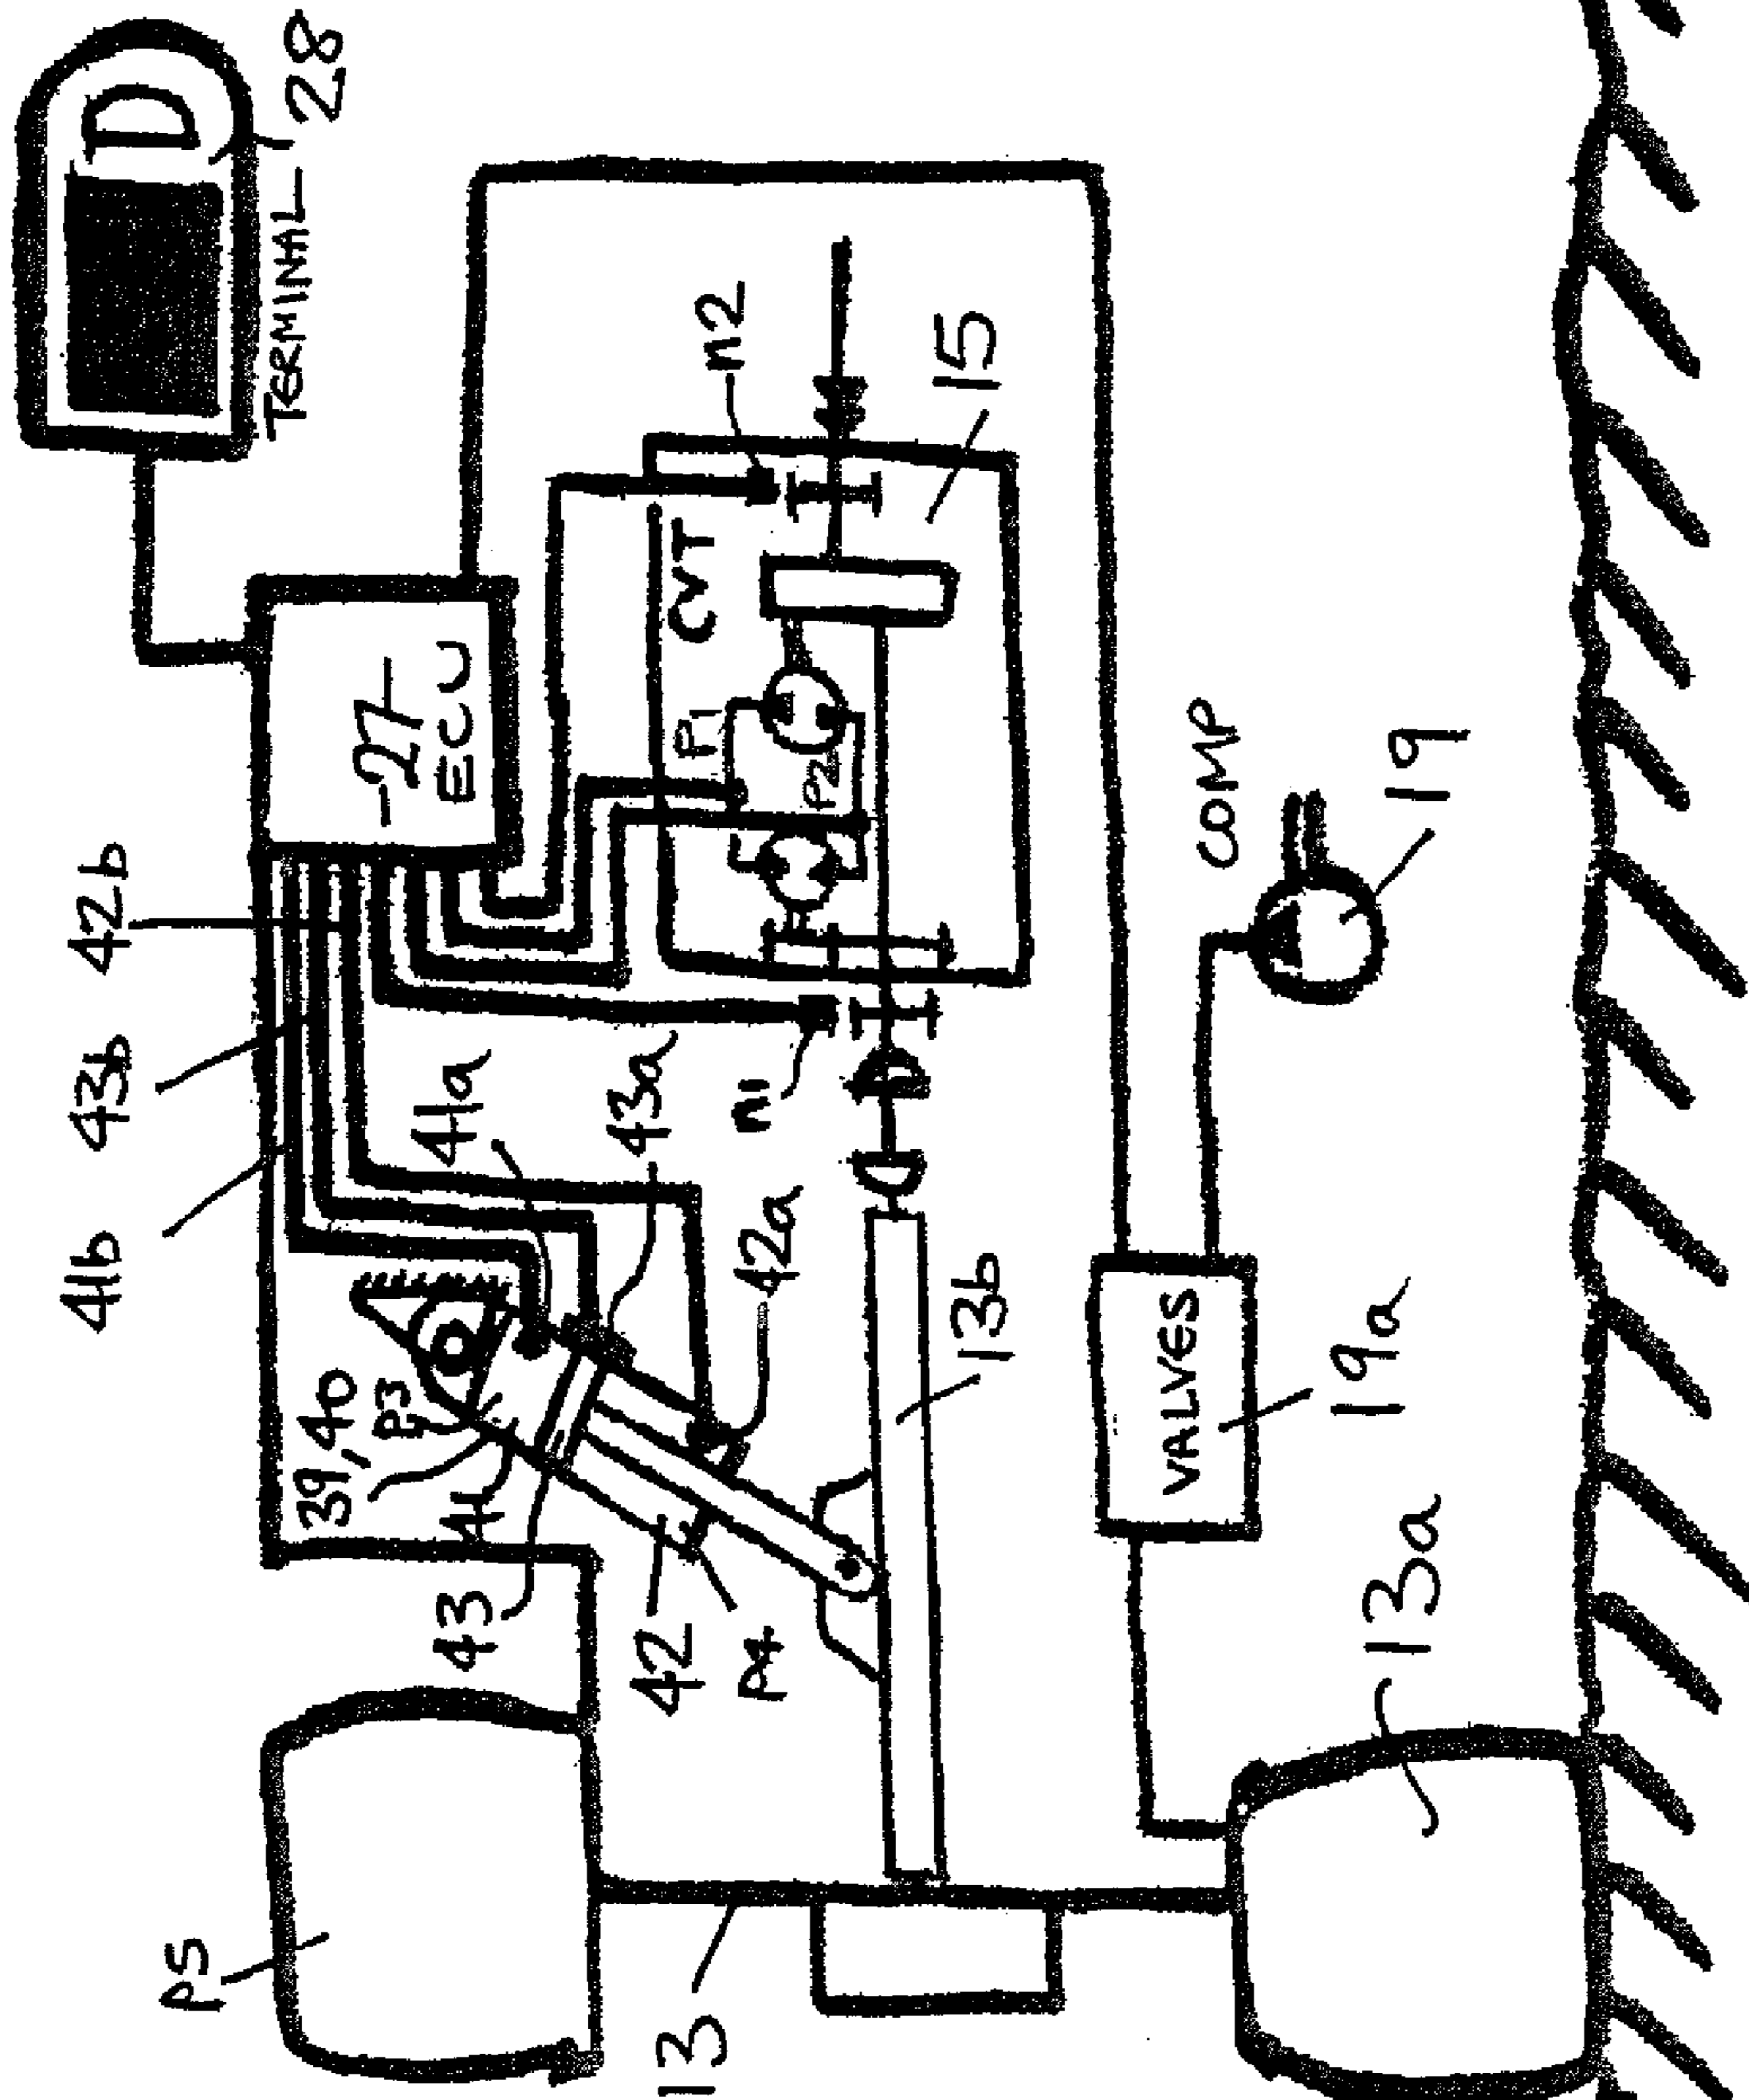 D
28
TERMINAL
27
ECU
42b
43b
41b
41a
43a
n1
n2
CVT
15
P1
P2
39, 40
P3
41
43
42
P4
42a
13b
P5
13
COMP
19
VALVES
19a
13a